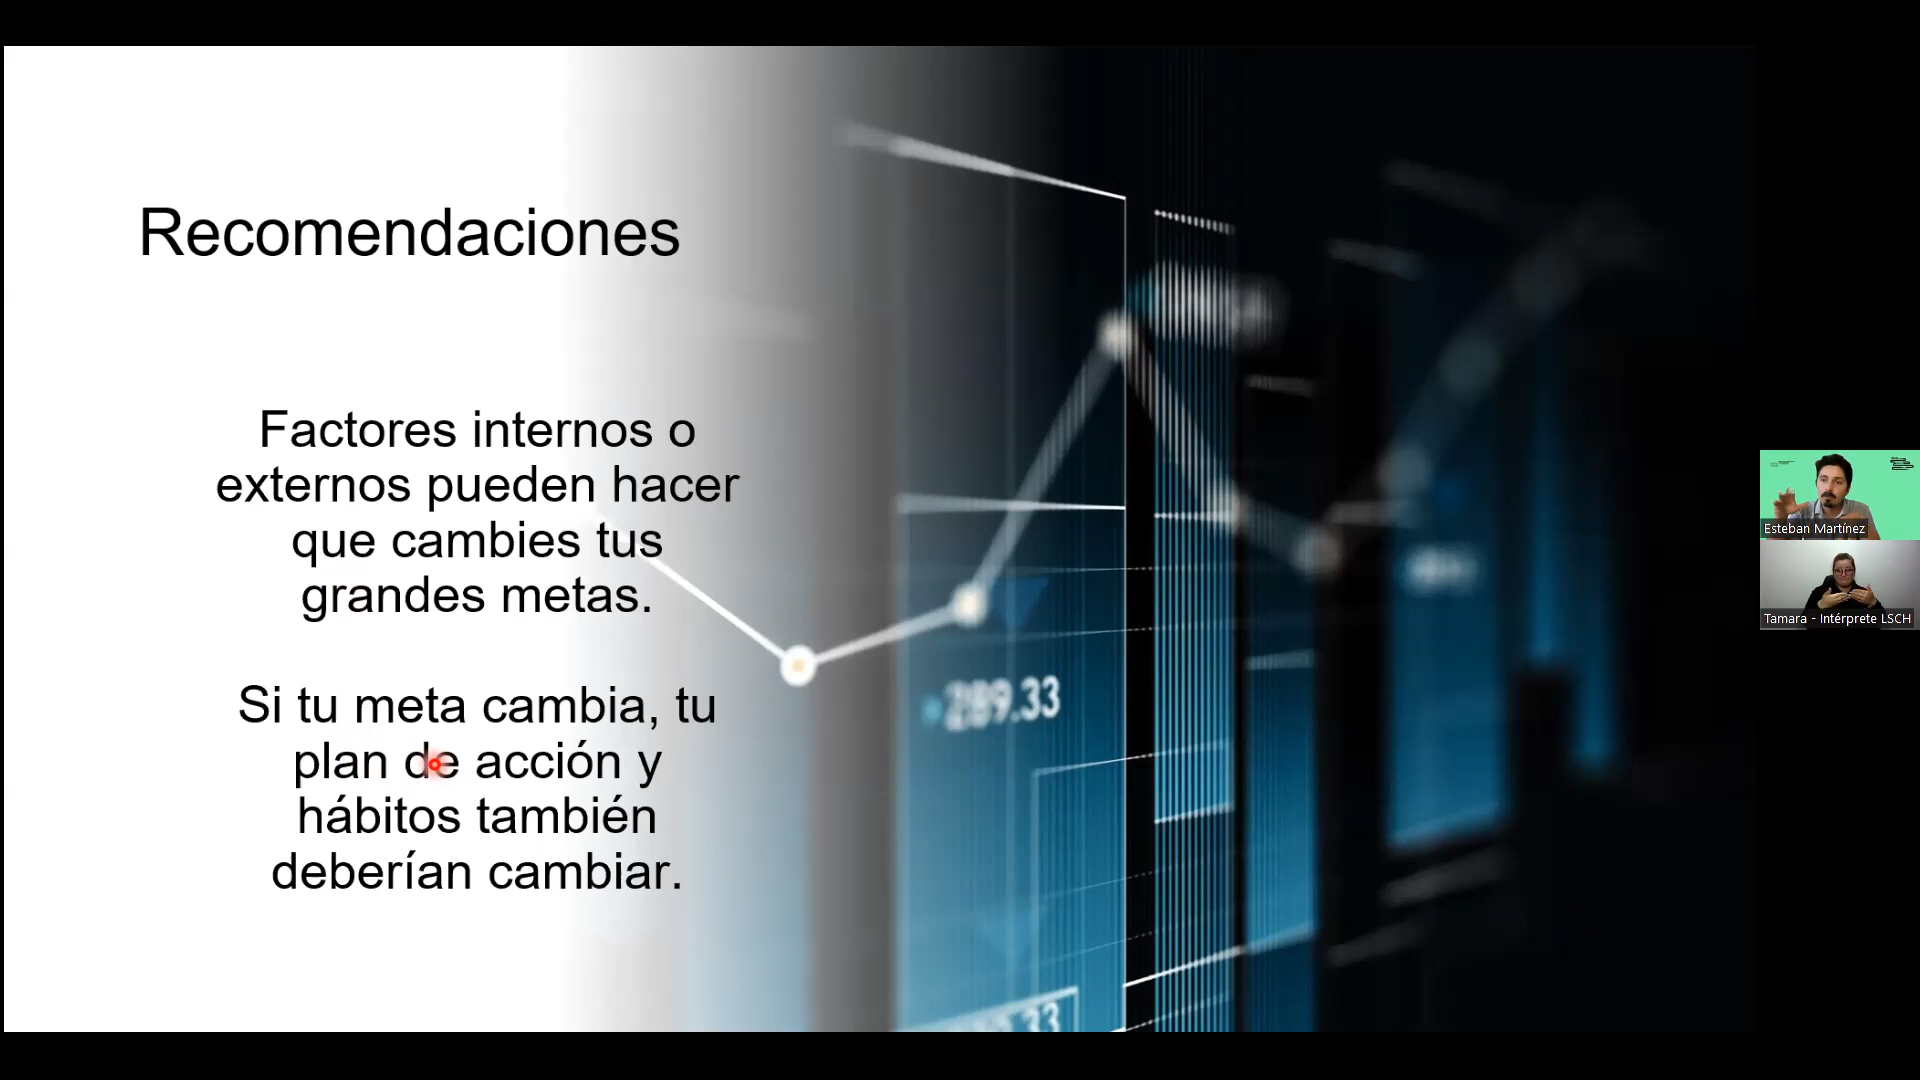 Recomendaciones
Factores internos o
externos pueden hacer
que cambies tus
grandes metas.
Si tu meta cambia, tu
plan de acción y
hábitos también
deberían cambiar.
289.33
Esteban Martínez
Tamara - Intérprete LSCH